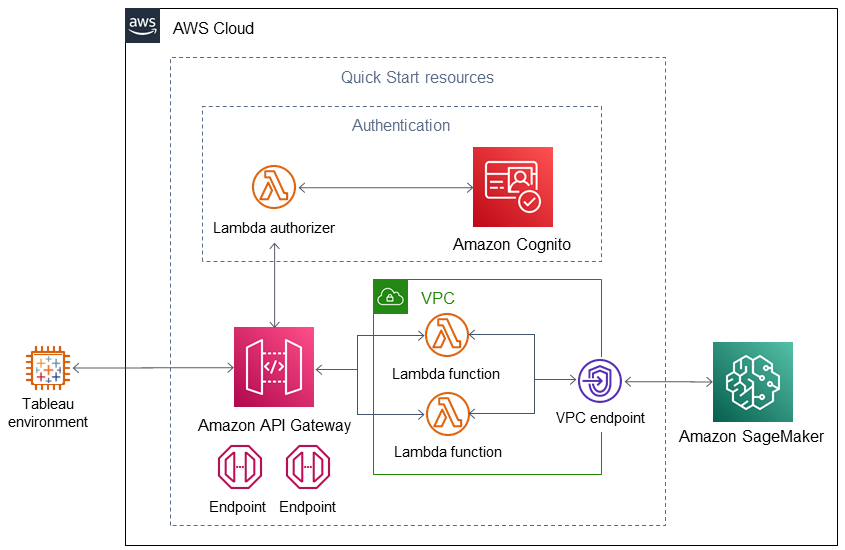 aws
AWS Cloud
Quick Start resources
Authentication
Lambda authorizer
Amazon Cognito
VPC
Lambda function
Tableau
environment
Amazon API Gateway
Lambda function
VPC endpoint
Amazon SageMaker
Endpoint
Endpoint